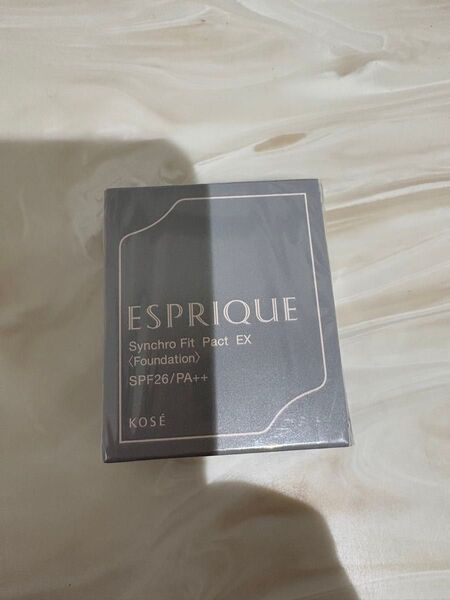 ESPRIQUE
Synchro Fit Pact EX
〈Foundation〉
SPF26/PA++
KOSÉ